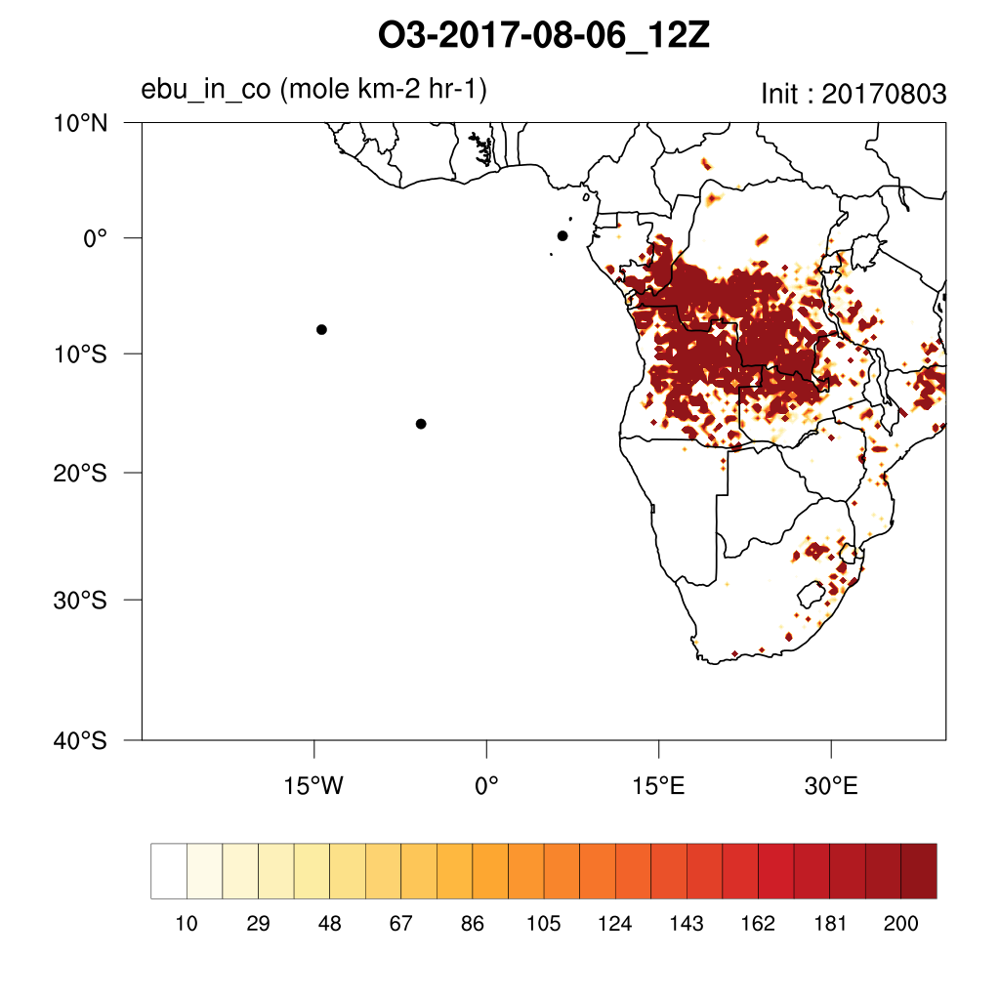 O3-2017-08-06_12Z
ebu_in_co (mole km-2 hr-1)
Init : 20170803
10°N
0°
10°S
20°S
30°S
40°S
15°W 0° 15°E 30°E
10 29 48 67 86 105 124 143 162 181 200